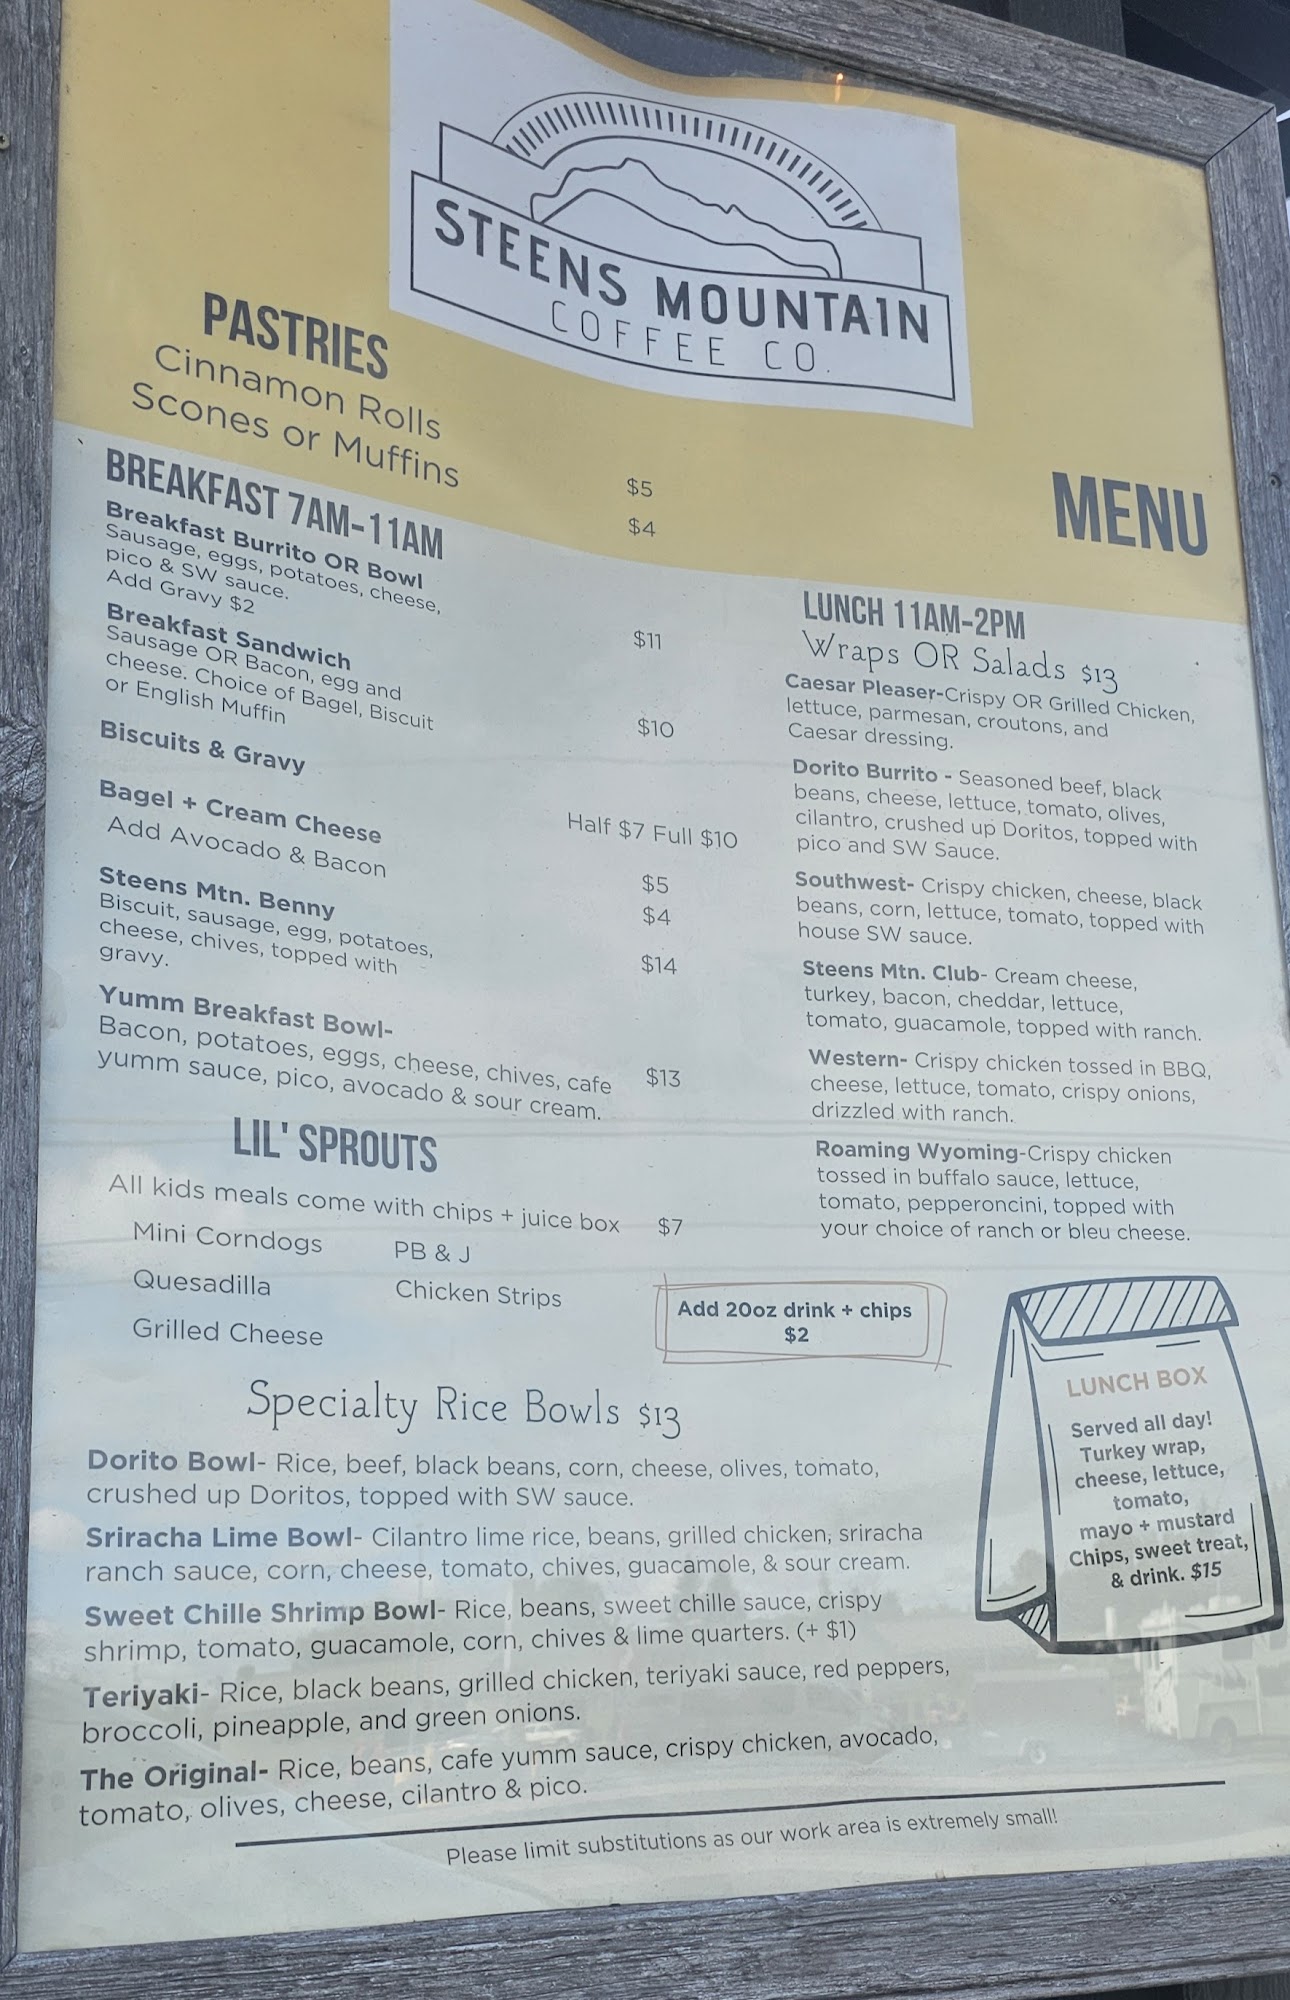 STEENS MOUNTAIN
COFFEE CO.
PASTRIES
Cinnamon Rolls $5
Scones or Muffins $4
BREAKFAST 7AM-11AM
Breakfast Burrito OR Bowl $11
Sausage, eggs, potatoes, cheese,
pico & SW sauce.
Add Gravy $2
Breakfast Sandwich $10
Sausage OR Bacon, egg and
cheese. Choice of Bagel, Biscuit
or English Muffin
Biscuits & Gravy Half $7 Full $10
Bagel + Cream Cheese $5
Add Avocado & Bacon $4
Steens Mtn. Benny $14
Biscuit, sausage, egg, potatoes,
cheese, chives, topped with
gravy.
Yumm Breakfast Bowl- $13
Bacon, potatoes, eggs, cheese, chives, cafe
yumm sauce, pico, avocado & sour cream.
LIL' SPROUTS
All kids meals come with chips + juice box $7
Mini Corndogs PB & J
Quesadilla Chicken Strips
Grilled Cheese
MENU
LUNCH 11AM-2PM
Wraps OR Salads $13
Caesar Pleaser-Crispy OR Grilled Chicken,
lettuce, parmesan, croutons, and
Caesar dressing.
Dorito Burrito - Seasoned beef, black
beans, cheese, lettuce, tomato, olives,
cilantro, crushed up Doritos, topped with
pico and SW Sauce.
Southwest- Crispy chicken, cheese, black
beans, corn, lettuce, tomato, topped with
house SW sauce.
Steens Mtn. Club- Cream cheese,
turkey, bacon, cheddar, lettuce,
tomato, guacamole, topped with ranch.
Western- Crispy chicken tossed in BBQ,
cheese, lettuce, tomato, crispy onions,
drizzled with ranch.
Roaming Wyoming-Crispy chicken
tossed in buffalo sauce, lettuce,
tomato, pepperoncini, topped with
your choice of ranch or bleu cheese.
Add 20oz drink + chips
$2
LUNCH BOX
Served all day!
Turkey wrap,
cheese, lettuce,
tomato,
mayo + mustard
Chips, sweet treat,
& drink. $15
Specialty Rice Bowls $13
Dorito Bowl- Rice, beef, black beans, corn, cheese, olives, tomato,
crushed up Doritos, topped with SW sauce.
Sriracha Lime Bowl- Cilantro lime rice, beans, grilled chicken, sriracha
ranch sauce, corn, cheese, tomato, chives, guacamole, & sour cream.
Sweet Chille Shrimp Bowl- Rice, beans, sweet chille sauce, crispy
shrimp, tomato, guacamole, corn, chives & lime quarters. (+ $1)
Teriyaki- Rice, black beans, grilled chicken, teriyaki sauce, red peppers,
broccoli, pineapple, and green onions.
The Original- Rice, beans, cafe yumm sauce, crispy chicken, avocado,
tomato, olives, cheese, cilantro & pico.
Please limit substitutions as our work area is extremely small!